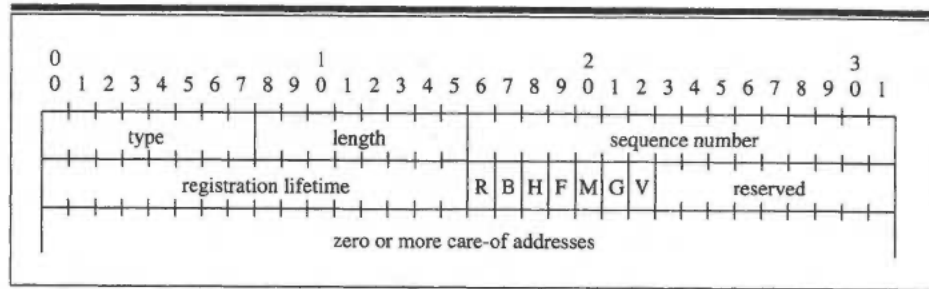 0 1 2 3
0 1 2 3 4 5 6 7 8 9 0 1 2 3 4 5 6 7 8 9 0 1 2 3 4 5 6 7 8 9 0 1
type length sequence number
registration lifetime R B H F M G V reserved
zero or more care-of addresses